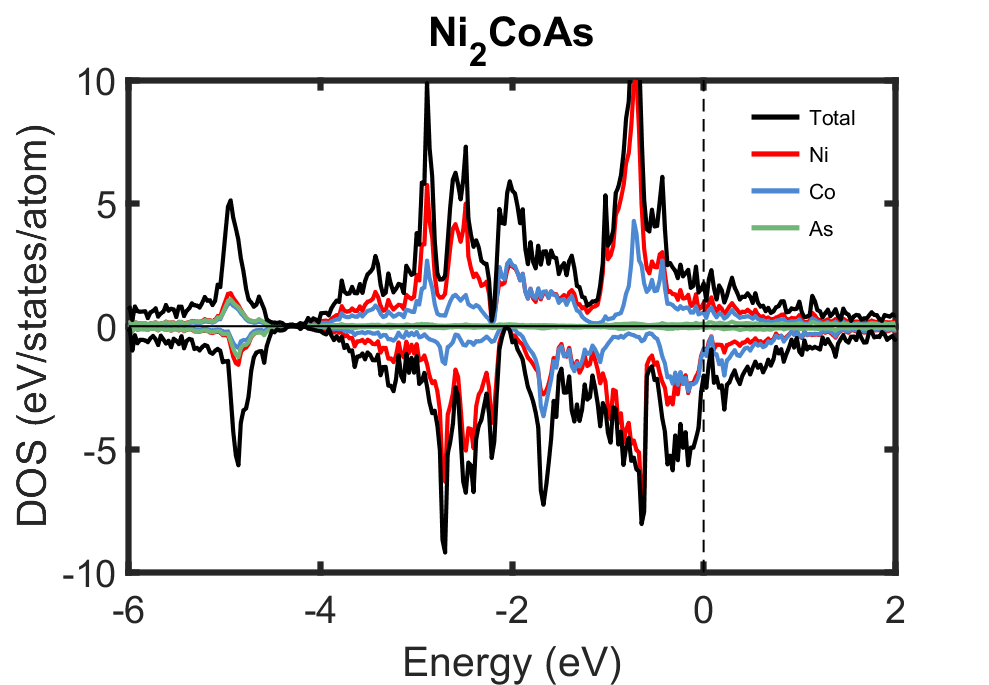 Ni₂CoAs
DOS (eV/states/atom)
10
5
0
-5
-10
Total
Ni
Co
As
-6 -4 -2 0 2
Energy (eV)